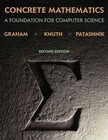 CONCRETE MATHEMATICS
A FOUNDATION FOR COMPUTER SCIENCE
GRAHAM • KNUTH • PATASHNIK
SECOND EDITION
Σ